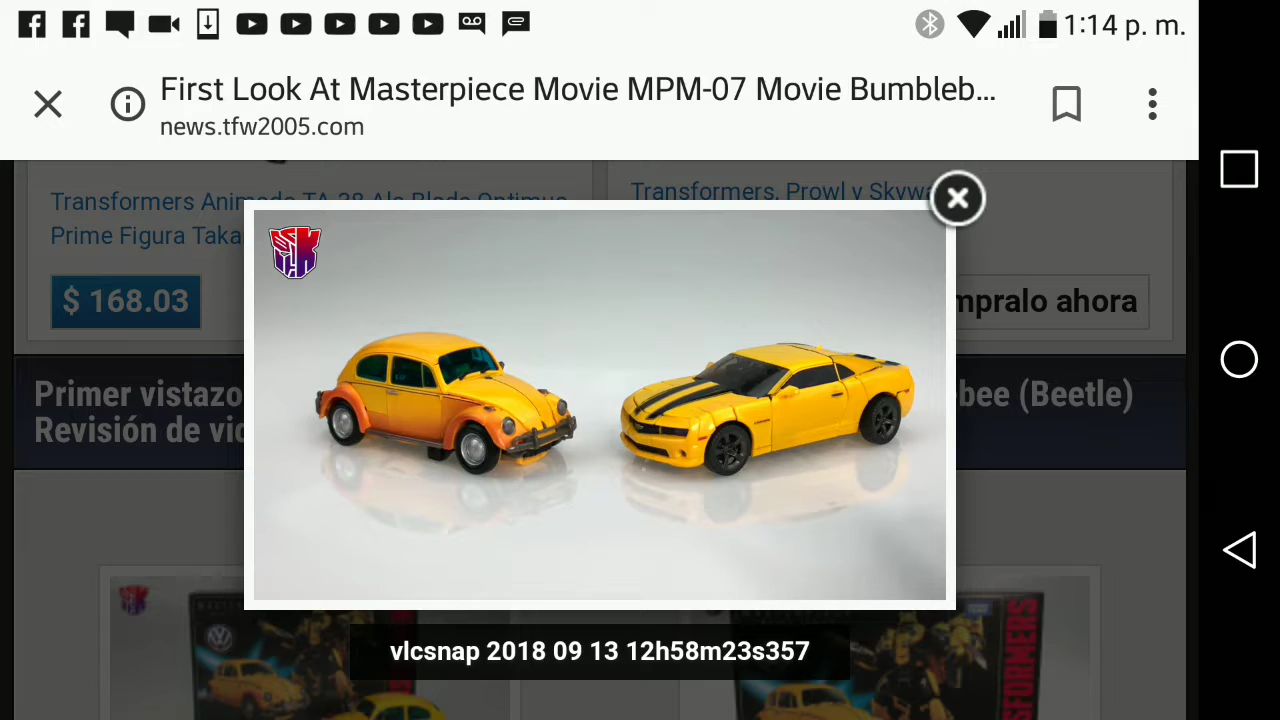 1:14 p. m.
First Look At Masterpiece Movie MPM-07 Movie Bumbleb...
news.tfw2005.com
Transformers Animado TA-38 Ala Blade Optimus
Prime Figura Taka
$ 168.03
Transformers. Prowl v Skywa
mpralo ahora
Primer vistazo
bee (Beetle)
Revisión de vid
vlcsnap 2018 09 13 12h58m23s357